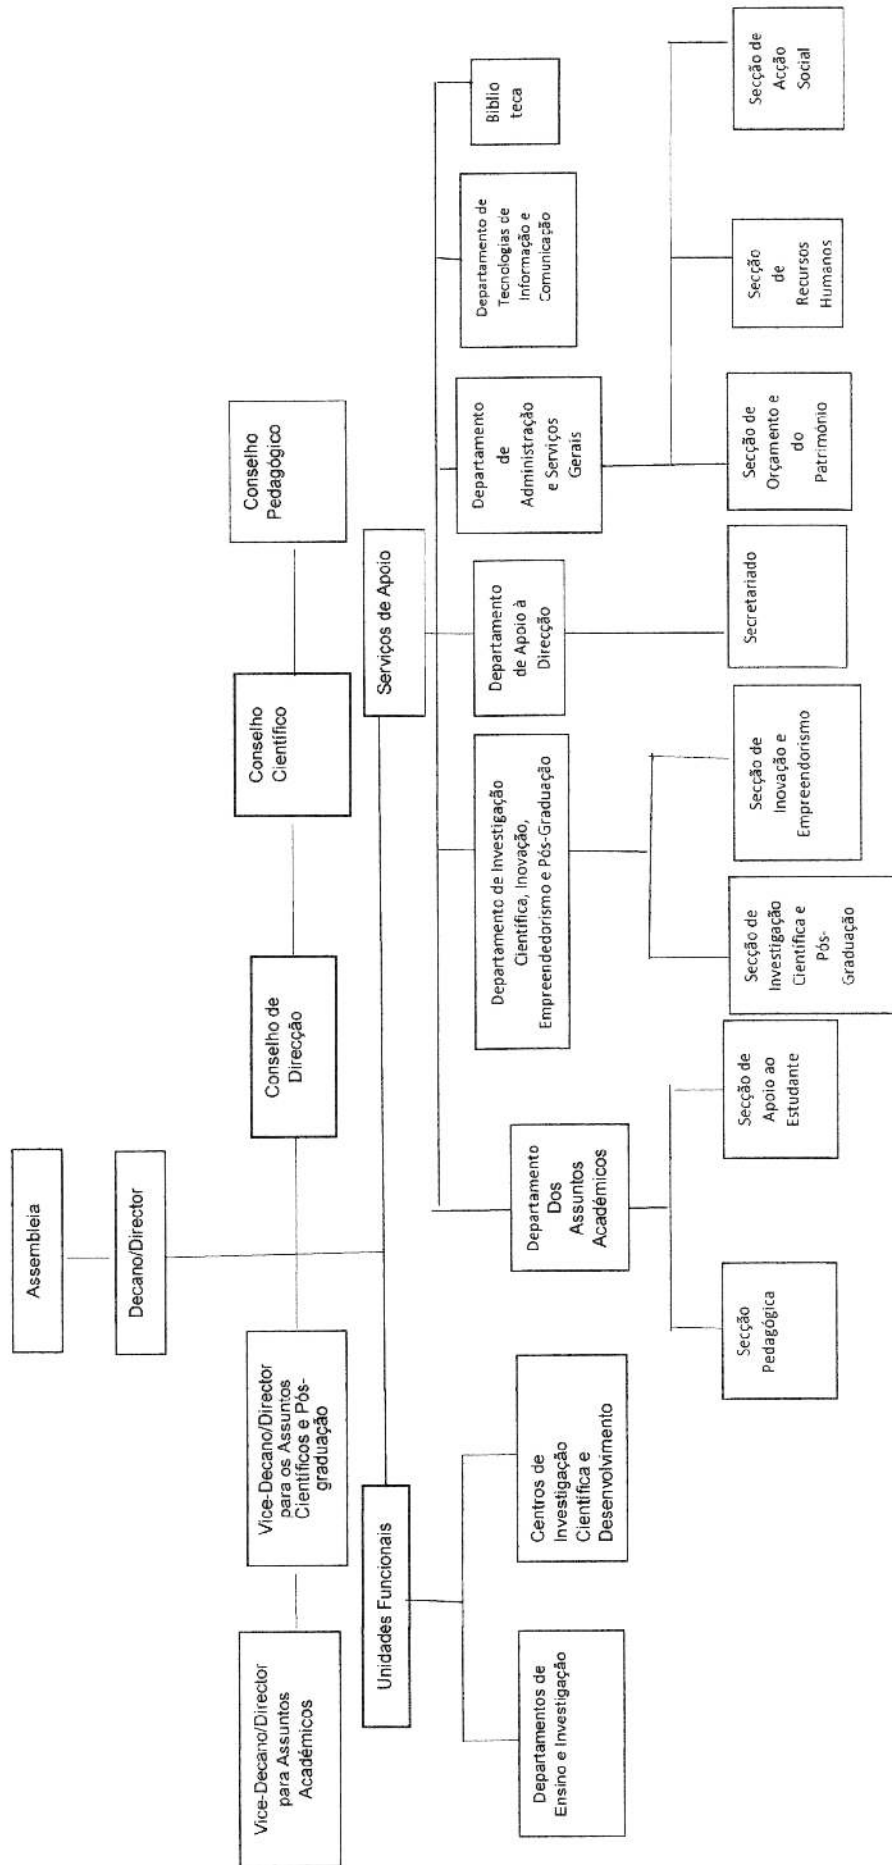 Assembleia
Decano/Director
Vice-Decano/Director
para Assuntos
Académicos
Vice-Decano/Director
para os Assuntos
Científicos e Pós-
graduação
Conselho de
Direcção
Conselho
Científico
Conselho
Pedagógico
Unidades Funcionais
Serviços de Apoio
Departamentos de
Ensino e Investigação
Centros de
Investigação
Científica e
Desenvolvimento
Departamento
Dos
Assuntos
Académicos
Departamento de Investigação
Científica, Inovação,
Empreendedorismo e Pós-Graduação
Departamento
de Apoio à
Direcção
Departamento
de
Administração
e Serviços
Gerais
Departamento de
Tecnologias de
Informação e
Comunicação
Biblio
teca
Secção
Pedagógica
Secção de
Apoio ao
Estudante
Secção de
Investigação
Científica e
Pós-
Graduação
Secção de
Inovação e
Empreendorismo
Secretariado
Secção de
Orçamento e
do
Património
Secção
de
Recursos
Humanos
Secção de
Acção
Social